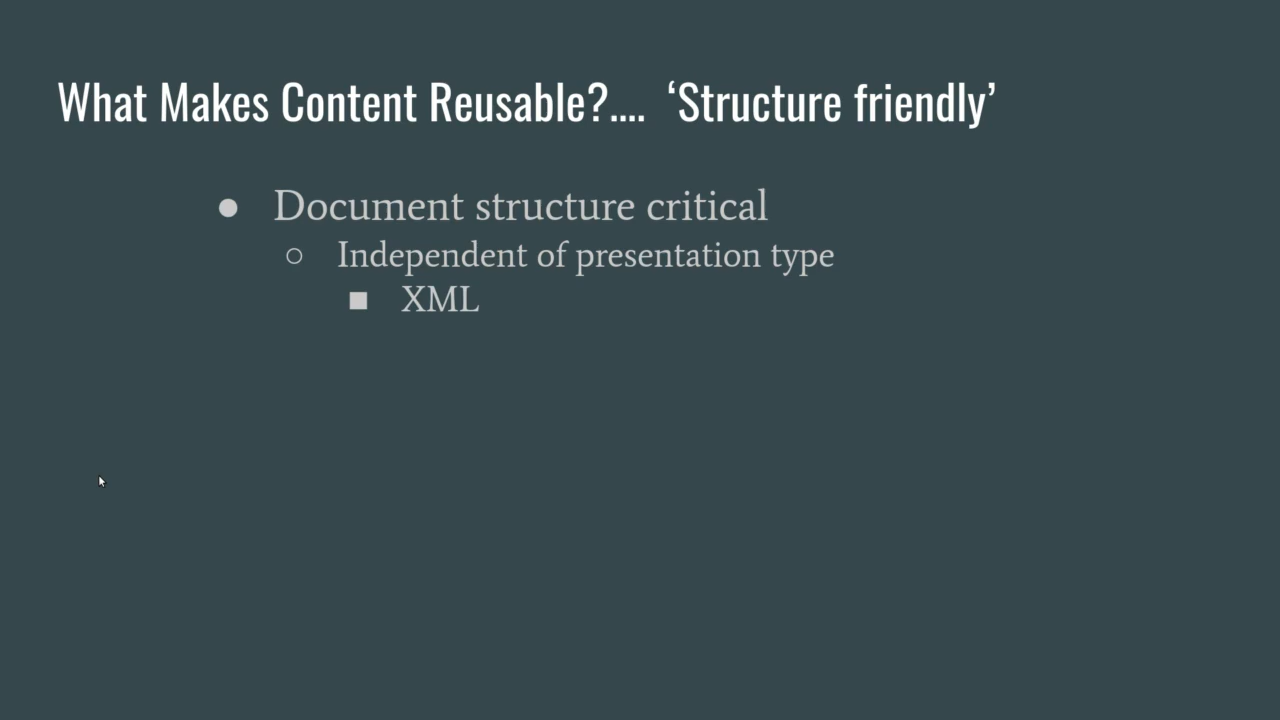 What Makes Content Reusable?.... ‘Structure friendly’
● Document structure critical
○ Independent of presentation type
■ XML